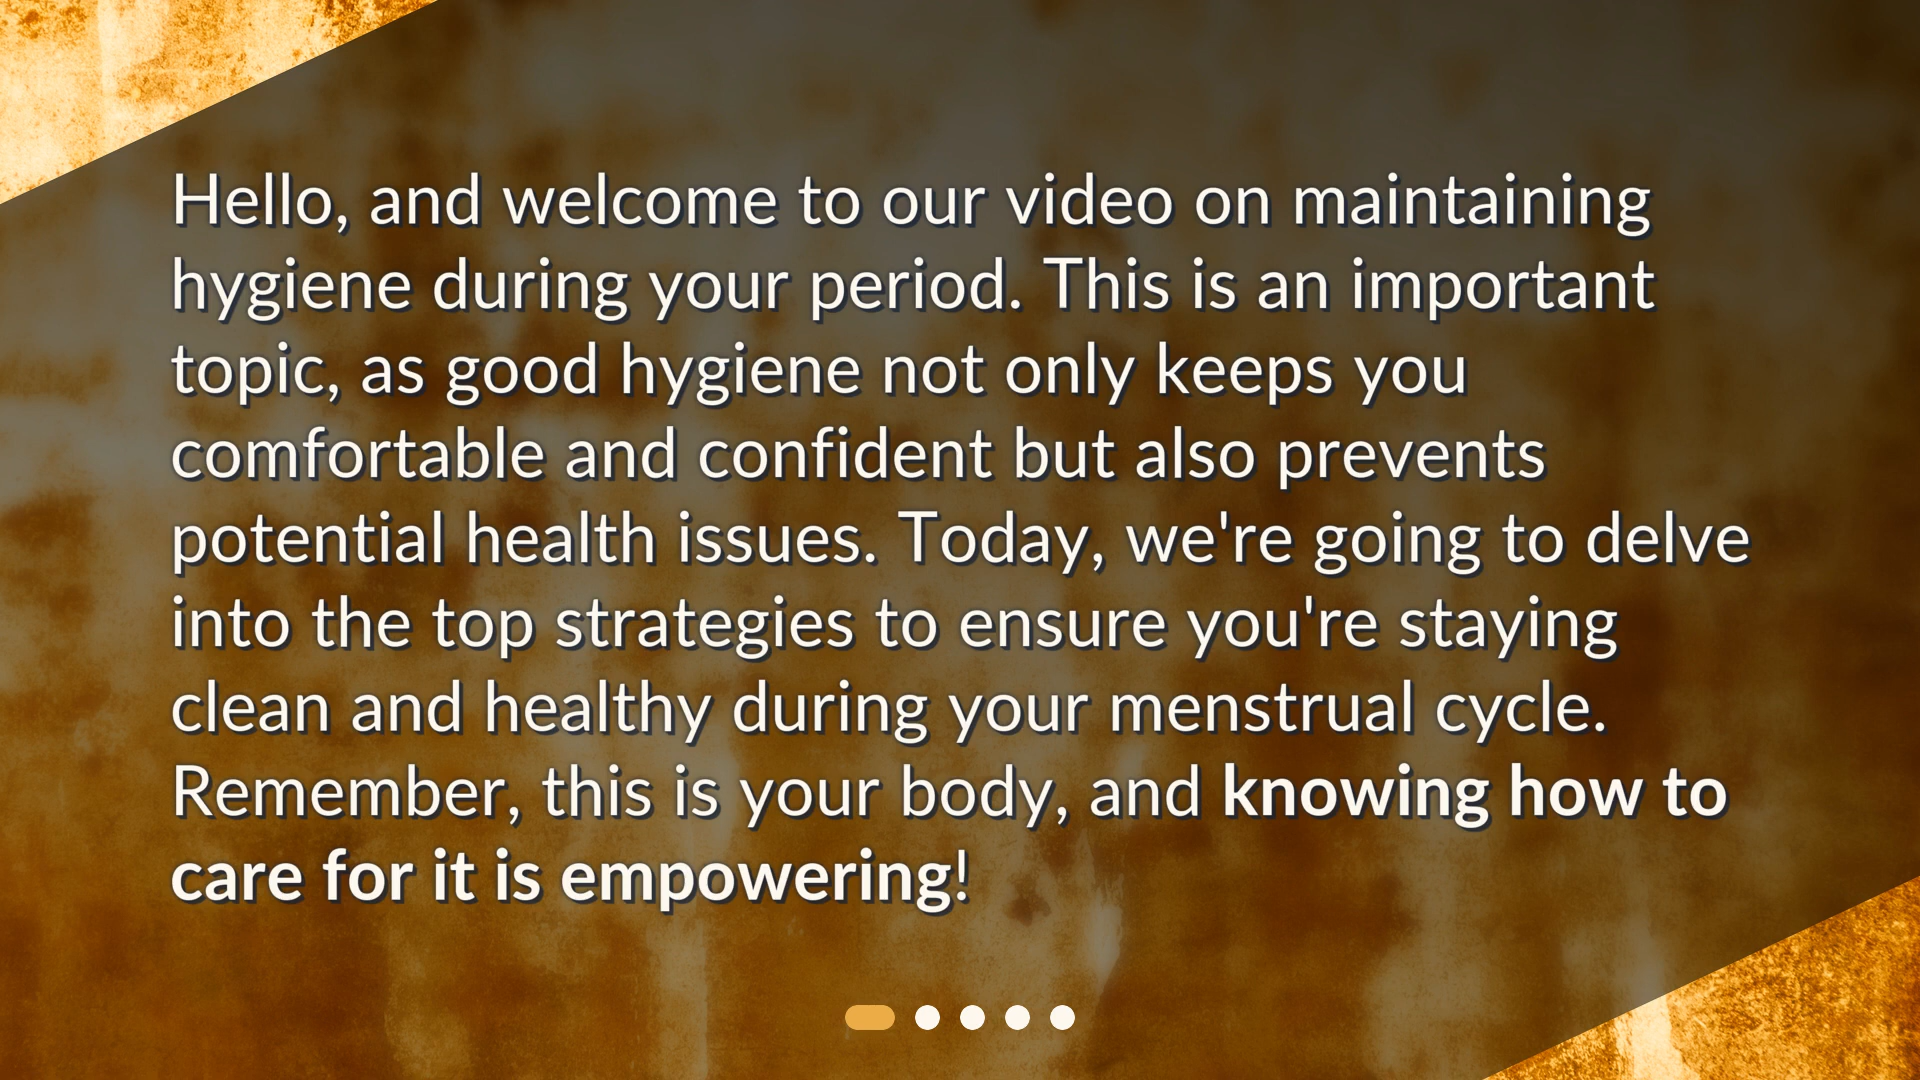 Hello, and welcome to our video on maintaining
hygiene during your period. This is an important
topic, as good hygiene not only keeps you
comfortable and confident but also prevents
potential health issues. Today, we're going to delve
into the top strategies to ensure you're staying
clean and healthy during your menstrual cycle.
Remember, this is your body, and knowing how to
care for it is empowering!